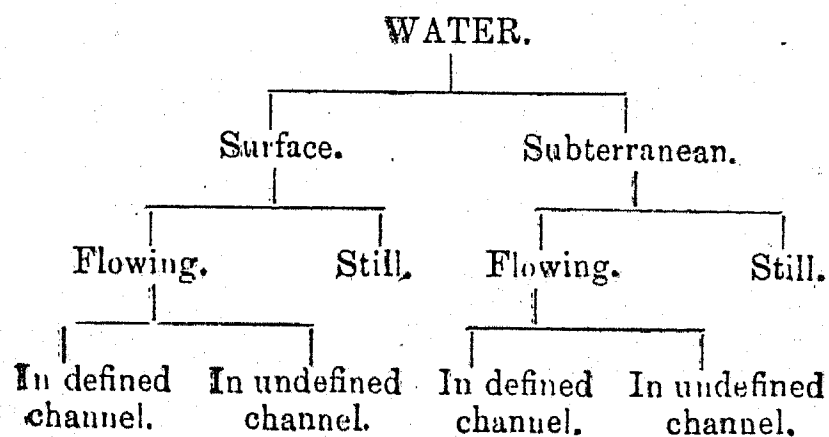 WATER.
Surface. Subterranean.
Flowing. Still. Flowing. Still.
In defined In undefined In defined In undefined
channel. channel. channel. channel.